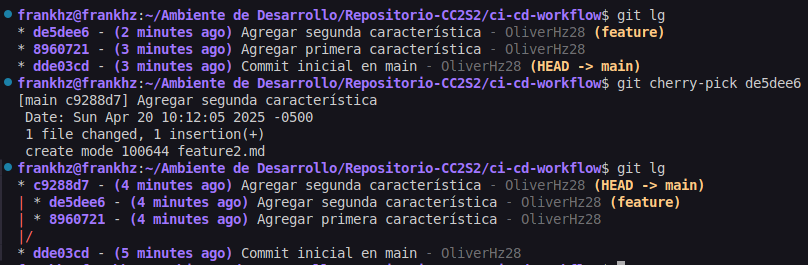 frankhz@frankhz:~/Ambiente de Desarrollo/Repositorio-CC2S2/ci-cd-workflow$ git lg
* de5dee6 - (2 minutes ago) Agregar segunda característica - OliverHz28 (feature)
* 8960721 - (3 minutes ago) Agregar primera característica - OliverHz28
* dde03cd - (3 minutes ago) Commit inicial en main - OliverHz28 (HEAD -> main)
frankhz@frankhz:~/Ambiente de Desarrollo/Repositorio-CC2S2/ci-cd-workflow$ git cherry-pick de5dee6
[main c9288d7] Agregar segunda característica
 Date: Sun Apr 20 10:12:05 2025 -0500
 1 file changed, 1 insertion(+)
 create mode 100644 feature2.md
frankhz@frankhz:~/Ambiente de Desarrollo/Repositorio-CC2S2/ci-cd-workflow$ git lg
* c9288d7 - (4 minutes ago) Agregar segunda característica - OliverHz28 (HEAD -> main)
| * de5dee6 - (4 minutes ago) Agregar segunda característica - OliverHz28 (feature)
| * 8960721 - (4 minutes ago) Agregar primera característica - OliverHz28
|/
* dde03cd - (5 minutes ago) Commit inicial en main - OliverHz28